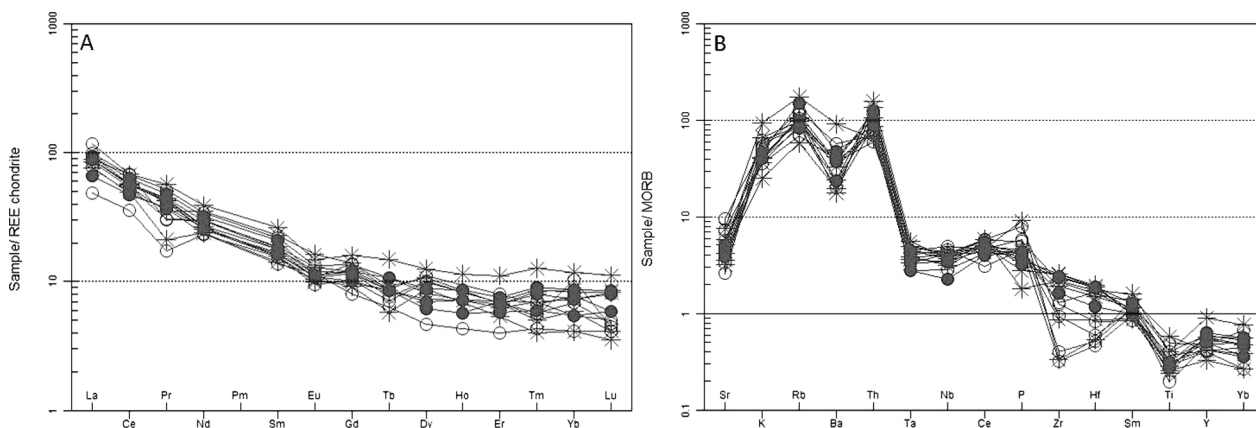 A
Sample/ REE chondrite
1000
100
10
1
La Pr Pm Eu Tb Ho Tm Lu
Ce Nd Sm Gd Dy Er Yb
B
Sample/ MORB
1000
100
10
1
0.1
Sr Rb Th Nb P Hf Ti Yb
K Ba Ta Ce Zr Sm Y